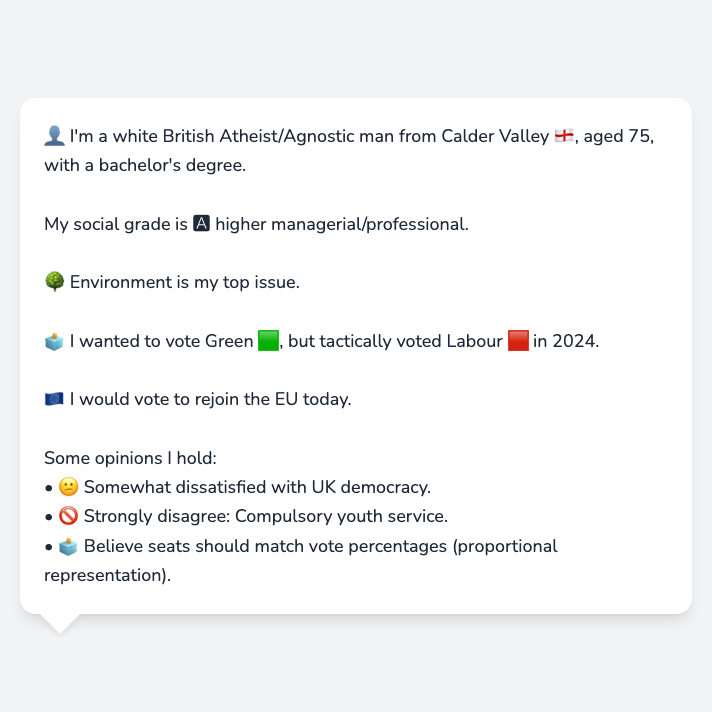 👤 I'm a white British Atheist/Agnostic man from Calder Valley 🏴󠁧󠁢󠁥󠁮󠁧󠁿, aged 75,
with a bachelor's degree.
My social grade is 🅰 higher managerial/professional.
🌳 Environment is my top issue.
🗳️ I wanted to vote Green 🟩, but tactically voted Labour 🟥 in 2024.
🇪🇺 I would vote to rejoin the EU today.
Some opinions I hold:
• 😕 Somewhat dissatisfied with UK democracy.
• 🚫 Strongly disagree: Compulsory youth service.
• 🗳️ Believe seats should match vote percentages (proportional
representation).